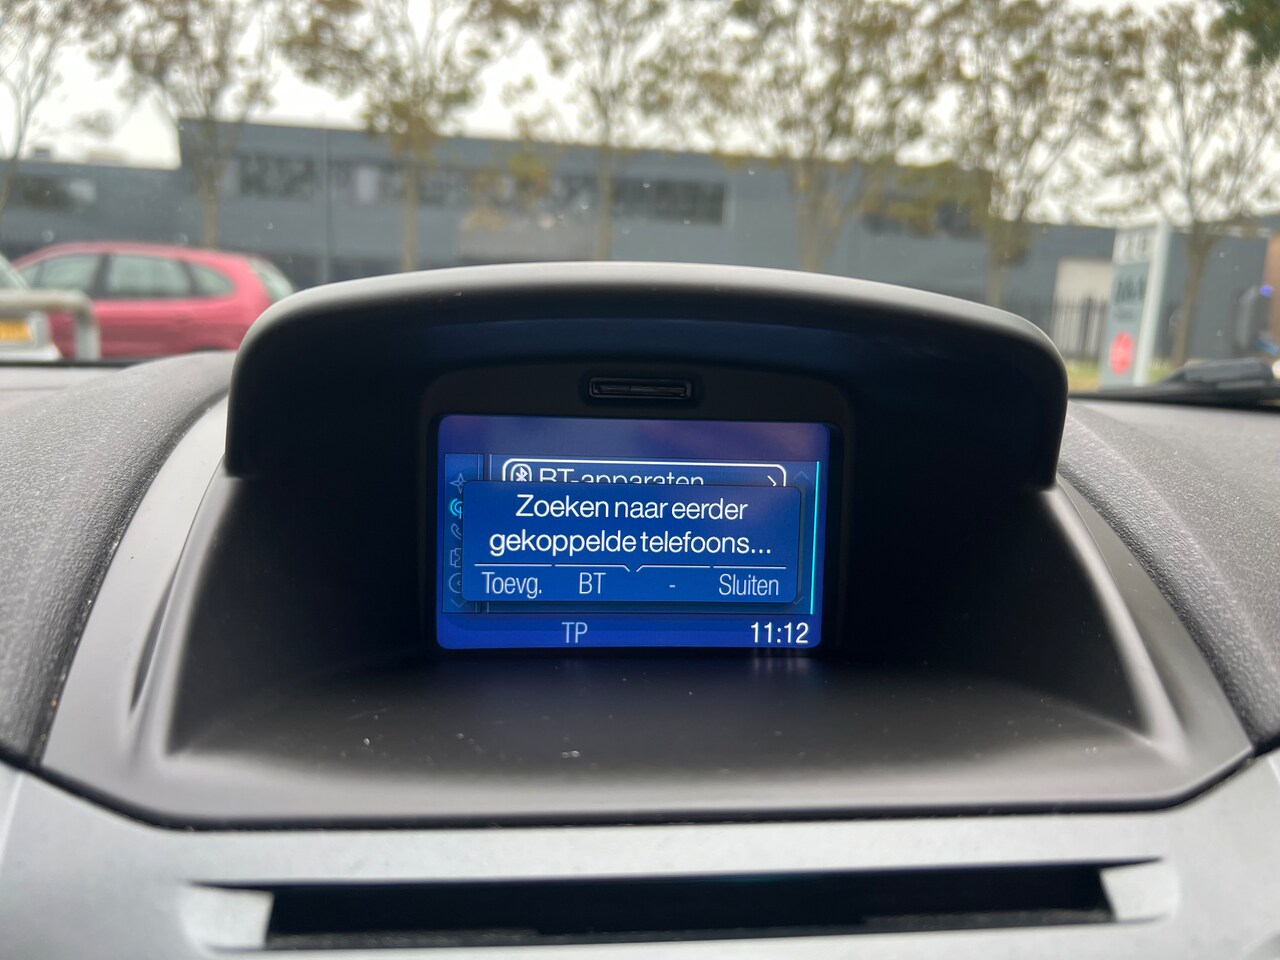 BT-apparaten
Zoeken naar eerder
gekoppelde telefoons...
Toevg. BT - Sluiten
TP 11:12